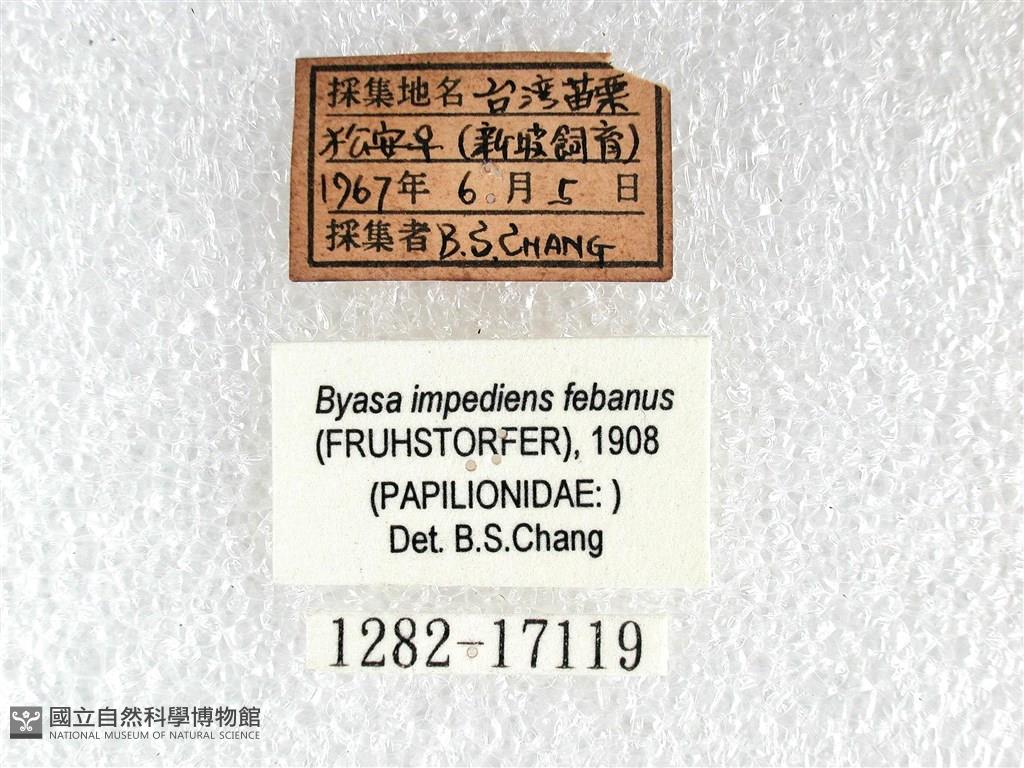 採集地名 台湾苗栗
松安阜 (新坡飼育)
1967年 6 月 5 日
採集者 B.S.CHANG
Byasa impediens febanus
(FRUHSTORFER), 1908
(PAPILIONIDAE: )
Det. B.S.Chang
1282-17119
國立自然科學博物館
NATIONAL MUSEUM OF NATURAL SCIENCE